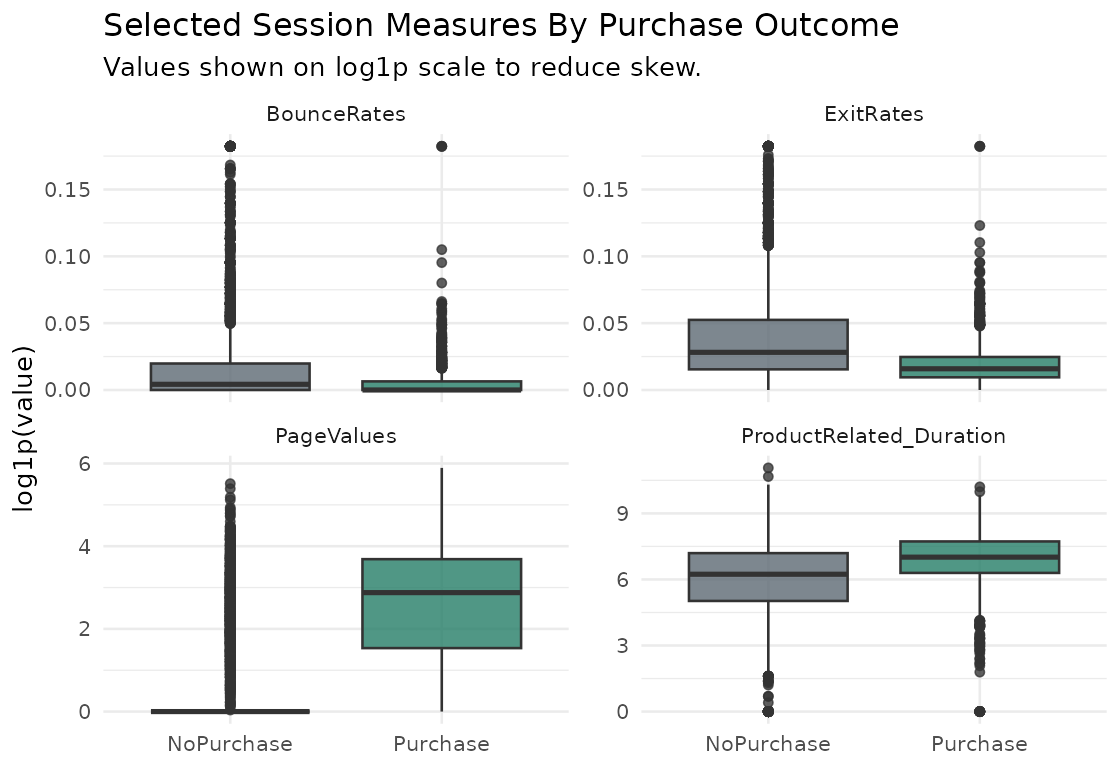 Selected Session Measures By Purchase Outcome
Values shown on log1p scale to reduce skew.
BounceRates
ExitRates
0.15
0.10
0.05
0.00
0.15
0.10
0.05
0.00
log1p(value)
PageValues
ProductRelated_Duration
6
4
2
0
9
6
3
0
NoPurchase
Purchase
NoPurchase
Purchase